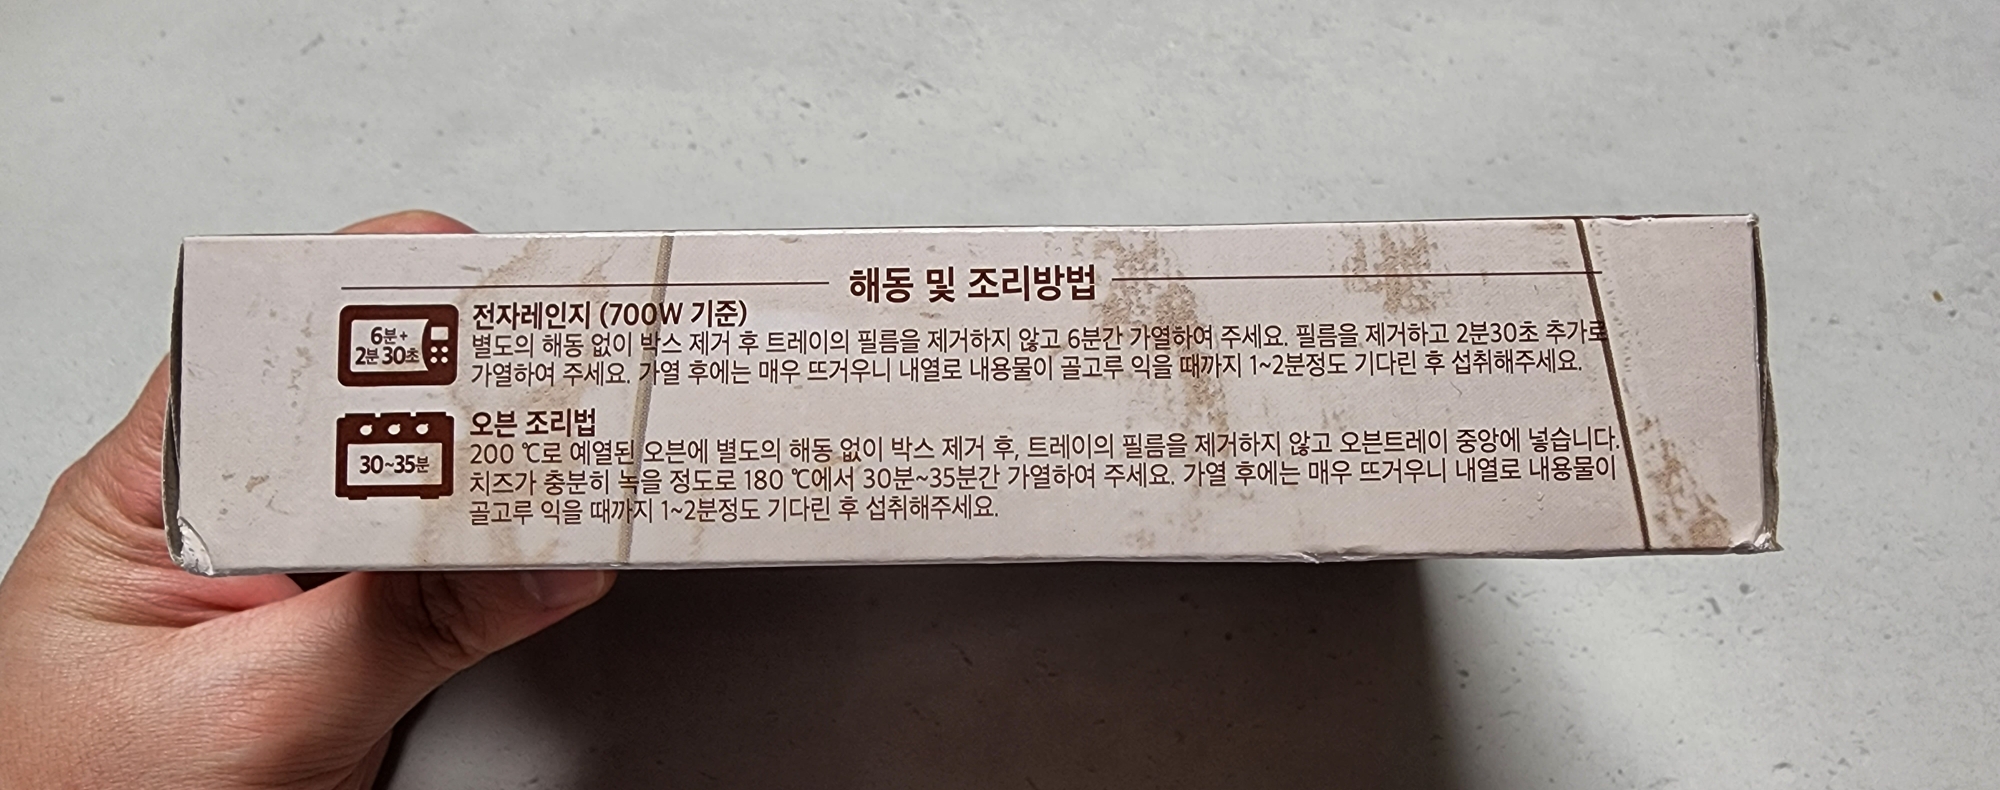 해동 및 조리방법
6분+
2분 30초
전자레인지 (700W 기준)
별도의 해동 없이 박스 제거 후 트레이의 필름을 제거하지 않고 6분간 가열하여 주세요. 필름을 제거하고 2분30초 추가로
가열하여 주세요. 가열 후에는 매우 뜨거우니 내열로 내용물이 골고루 익을 때까지 1~2분정도 기다린 후 섭취해주세요.
30~35분
오븐 조리법
200 ℃로 예열된 오븐에 별도의 해동 없이 박스 제거 후, 트레이의 필름을 제거하지 않고 오븐트레이 중앙에 넣습니다.
치즈가 충분히 녹을 정도로 180 ℃에서 30분~35분간 가열하여 주세요. 가열 후에는 매우 뜨거우니 내열로 내용물이
골고루 익을 때까지 1~2분정도 기다린 후 섭취해주세요.